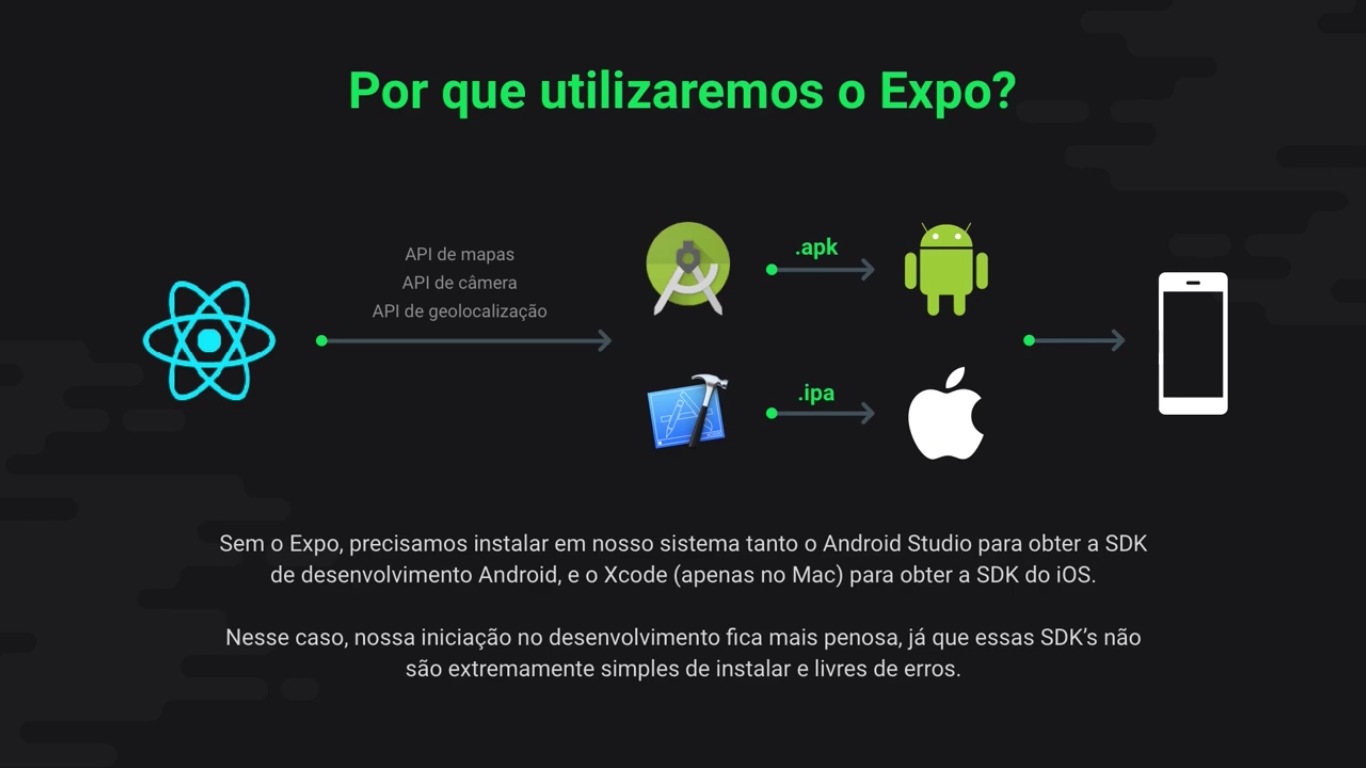 Por que utilizaremos o Expo?
API de mapas
API de câmera
API de geolocalização
.apk
.ipa
Sem o Expo, precisamos instalar em nosso sistema tanto o Android Studio para obter a SDK
de desenvolvimento Android, e o Xcode (apenas no Mac) para obter a SDK do iOS.
Nesse caso, nossa iniciação no desenvolvimento fica mais penosa, já que essas SDK’s não
são extremamente simples de instalar e livres de erros.